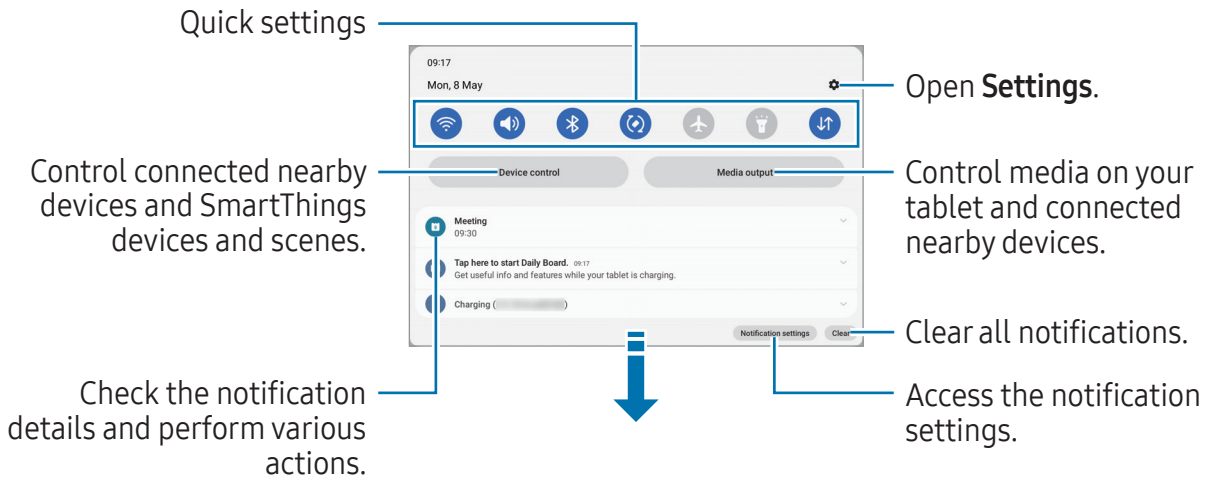 Quick settings
09:17
Mon, 8 May
Open Settings.
Control connected nearby
devices and SmartThings
devices and scenes.
Device control
Media output
Control media on your
tablet and connected
nearby devices.
Meeting
09:30
Tap here to start Daily Board. 09:17
Get useful info and features while your tablet is charging.
Charging ( )
Notification settings
Clear
Clear all notifications.
Check the notification
details and perform various
actions.
Access the notification
settings.